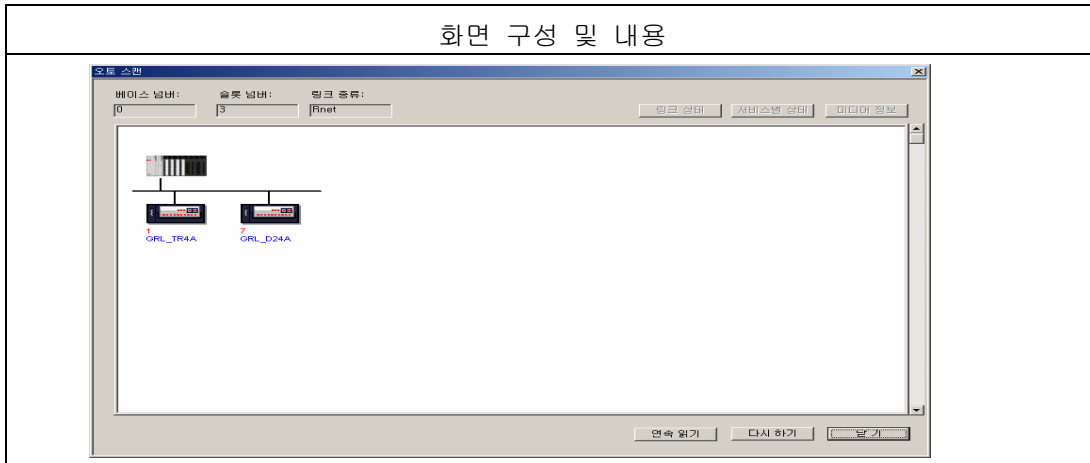 화면 구성 및 내용
오토 스캔
베이스 넘버: 슬롯 넘버: 링크 종류:
0 3 Rnet 링크 상태 서비스별 상태 미디어 정보
1 7
GRL_TR4A GRL_D24A
연속 읽기 다시 하기 닫 기